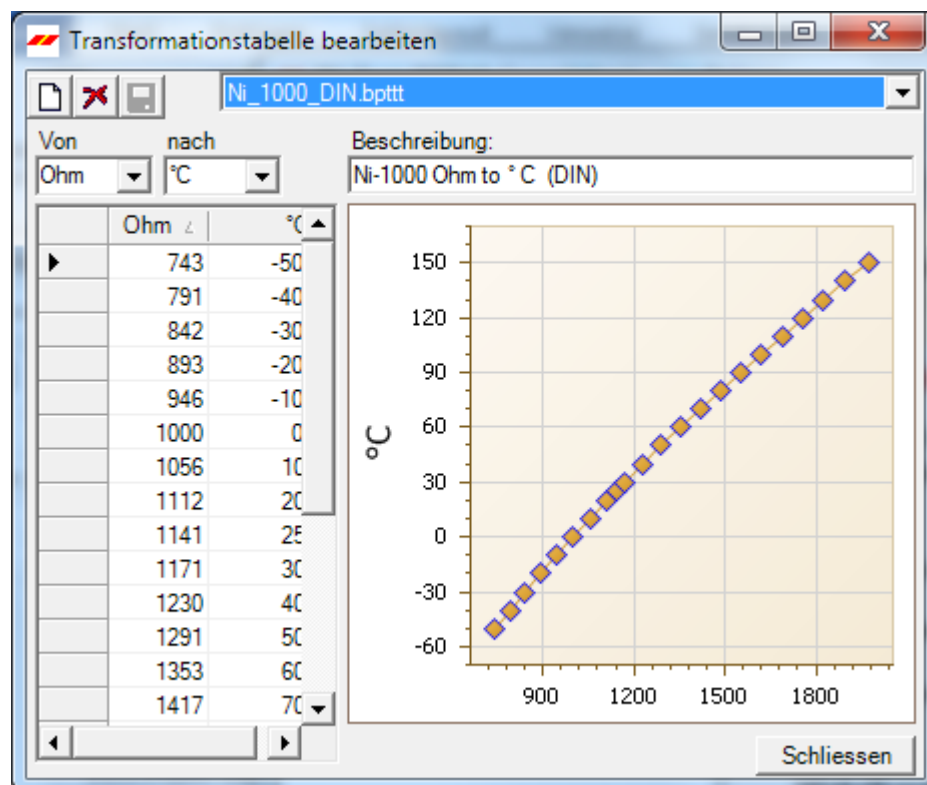 Transformationstabelle bearbeiten
Ni_1000_DIN.bpttt
Von nach Beschreibung:
Ohm °C Ni-1000 Ohm to ° C (DIN)
Ohm °C
743 -50
791 -40
842 -30
893 -20
946 -10
1000 0
1056 10
1112 20
1141 25
1171 30
1230 40
1291 50
1353 60
1417 70
150
120
90
60
30
0
-30
-60
°C
900 1200 1500 1800
Schliessen